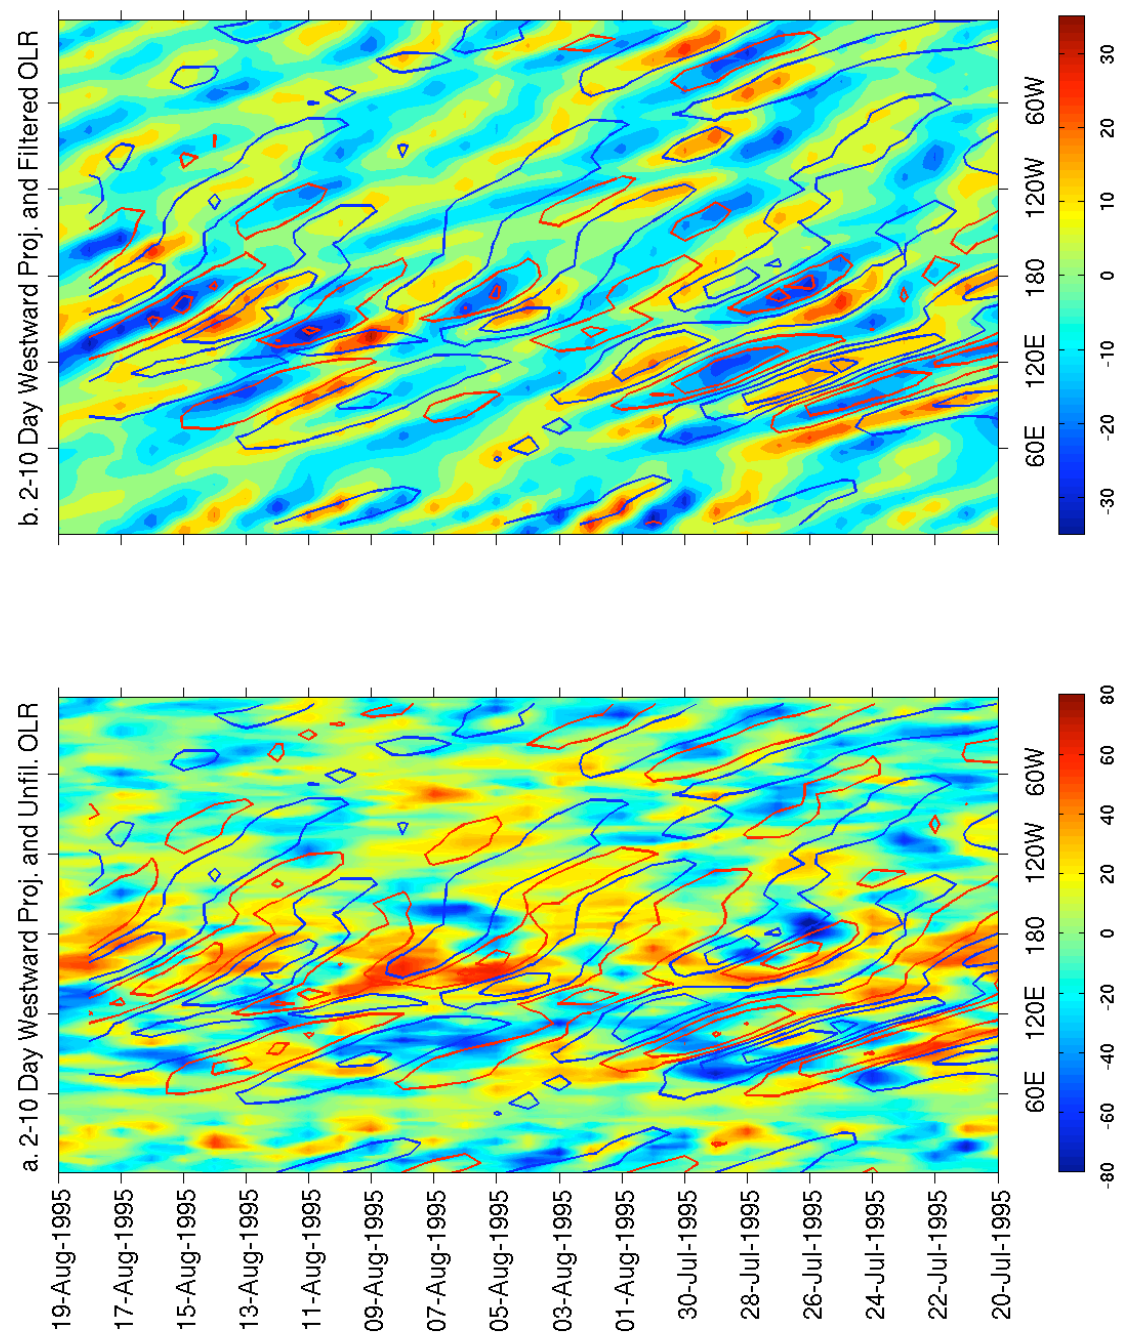 a. 2-10 Day Westward Proj. and Unfil. OLR
19-Aug-1995
17-Aug-1995
15-Aug-1995
13-Aug-1995
11-Aug-1995
09-Aug-1995
07-Aug-1995
05-Aug-1995
03-Aug-1995
01-Aug-1995
30-Jul-1995
28-Jul-1995
26-Jul-1995
24-Jul-1995
22-Jul-1995
20-Jul-1995
60E 120E 180 120W 60W
-80 -60 -40 -20 0 20 40 60 80
b. 2-10 Day Westward Proj. and Filtered OLR
60E 120E 180 120W 60W
-30 -20 -10 0 10 20 30